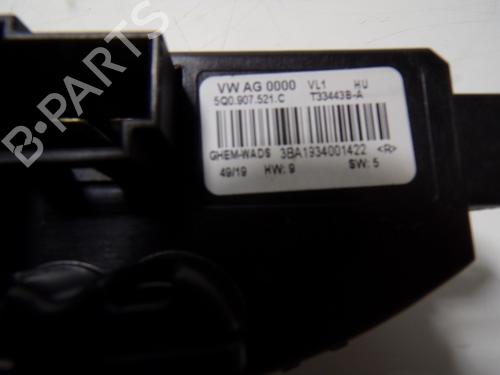 VW AG 0000 VL1 HU
5Q0.907.521.C T33443B-A
GHEM-WADS 3BA1934001422 <R>
49/19 HW: 9 SW: 5
B-PARTS